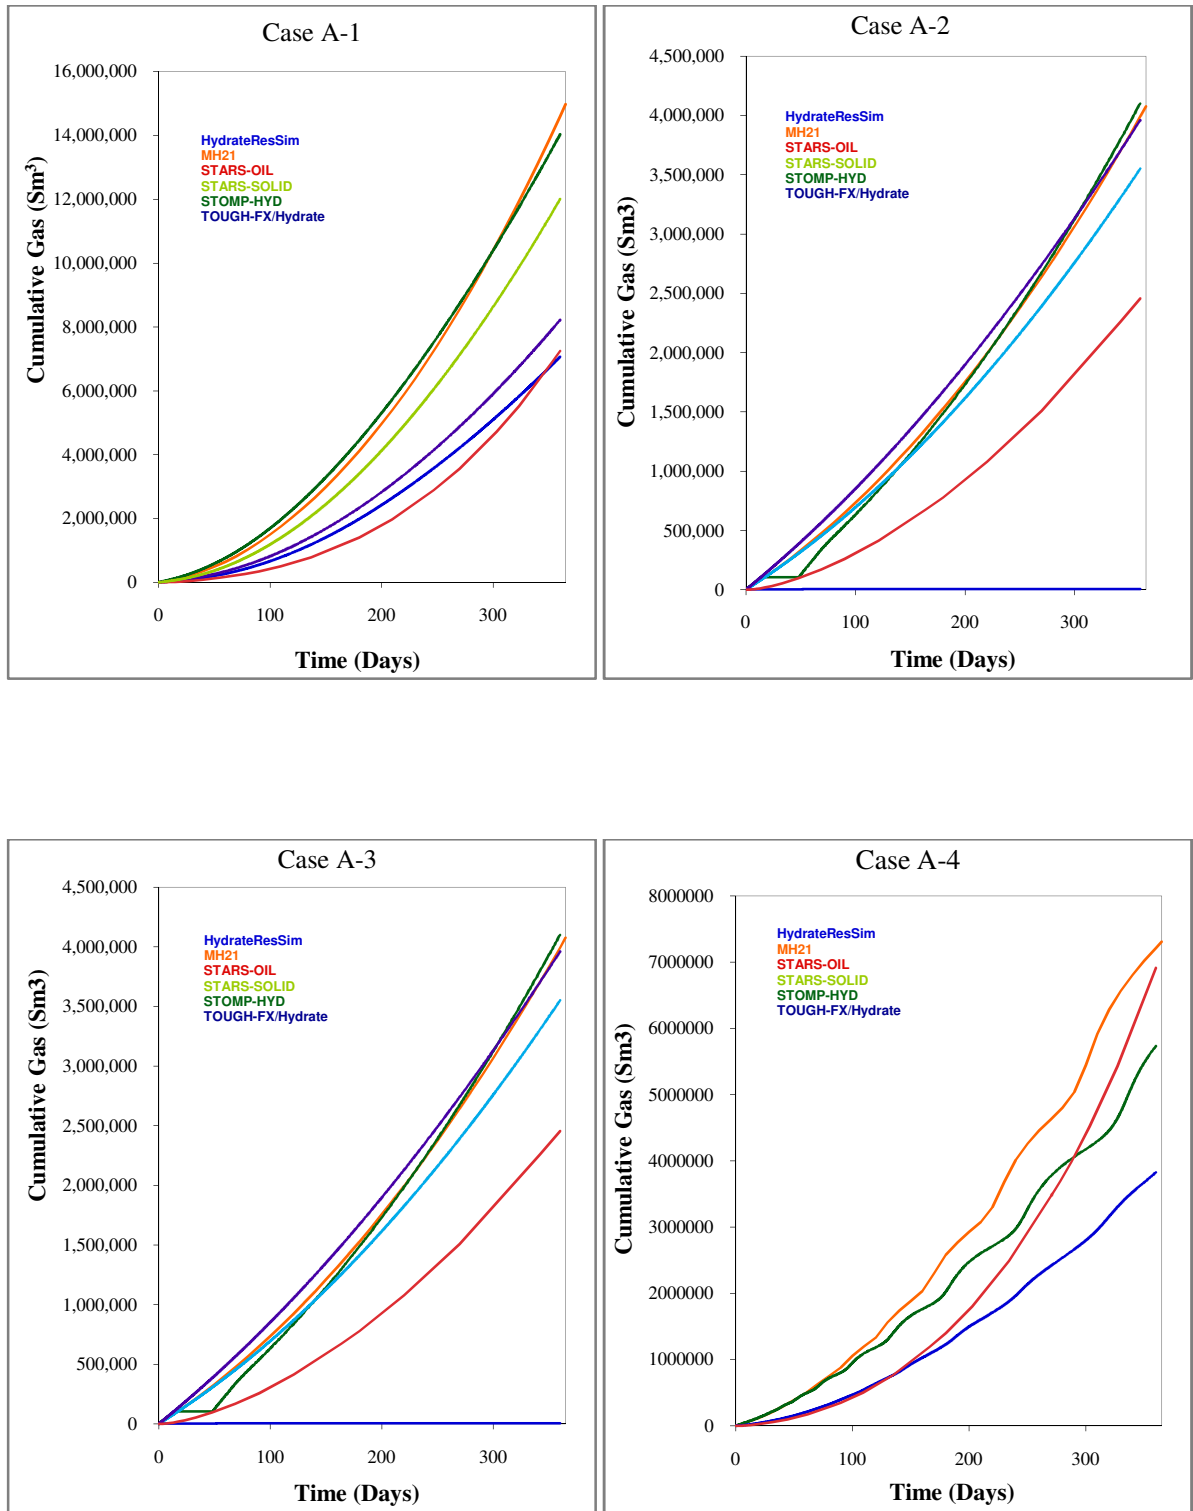 Case A-1
16,000,000
14,000,000
12,000,000
10,000,000
8,000,000
6,000,000
4,000,000
2,000,000
0
Cumulative Gas (Sm³)
HydrateResSim
MH21
STARS-OIL
STARS-SOLID
STOMP-HYD
TOUGH-FX/Hydrate
0 100 200 300
Time (Days)
Case A-2
4,500,000
4,000,000
3,500,000
3,000,000
2,500,000
2,000,000
1,500,000
1,000,000
500,000
0
Cumulative Gas (Sm3)
HydrateResSim
MH21
STARS-OIL
STARS-SOLID
STOMP-HYD
TOUGH-FX/Hydrate
0 100 200 300
Time (Days)
Case A-3
4,500,000
4,000,000
3,500,000
3,000,000
2,500,000
2,000,000
1,500,000
1,000,000
500,000
0
Cumulative Gas (Sm3)
HydrateResSim
MH21
STARS-OIL
STARS-SOLID
STOMP-HYD
TOUGH-FX/Hydrate
0 100 200 300
Time (Days)
Case A-4
8000000
7000000
6000000
5000000
4000000
3000000
2000000
1000000
0
Cumulative Gas (Sm3)
HydrateResSim
MH21
STARS-OIL
STARS-SOLID
STOMP-HYD
TOUGH-FX/Hydrate
0 100 200 300
Time (Days)